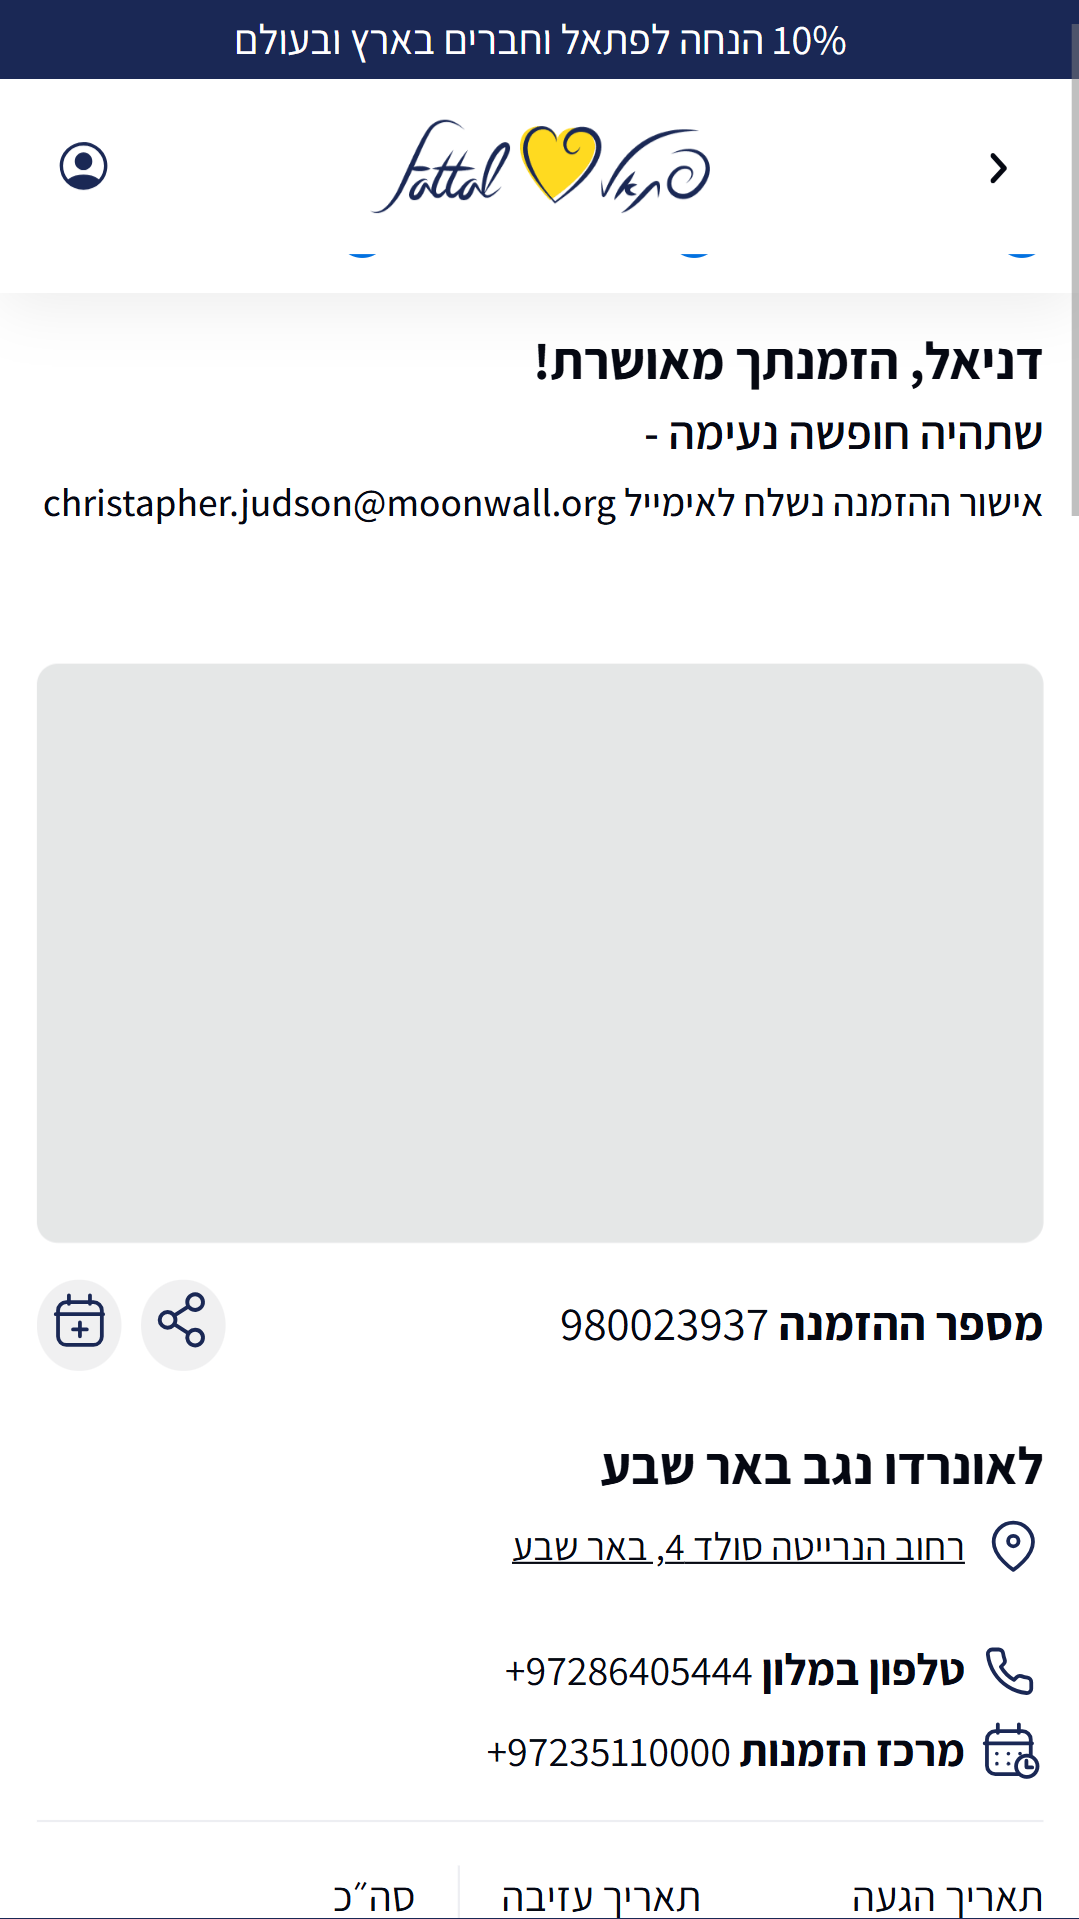 10% הנחה לפתאל וחברים בארץ ובעולם
fattal פתאל
דניאל, הזמנתך מאושרת!
שתהיה חופשה נעימה -
אישור ההזמנה נשלח לאימייל christapher.judson@moonwall.org
מספר ההזמנה 980023937
לאונרדו נגב באר שבע
רחוב הנרייטה סולד 4, באר שבע
טלפון במלון 97286405444+
מרכז הזמנות 97235110000+
תאריך הגעה תאריך עזיבה סה״כ